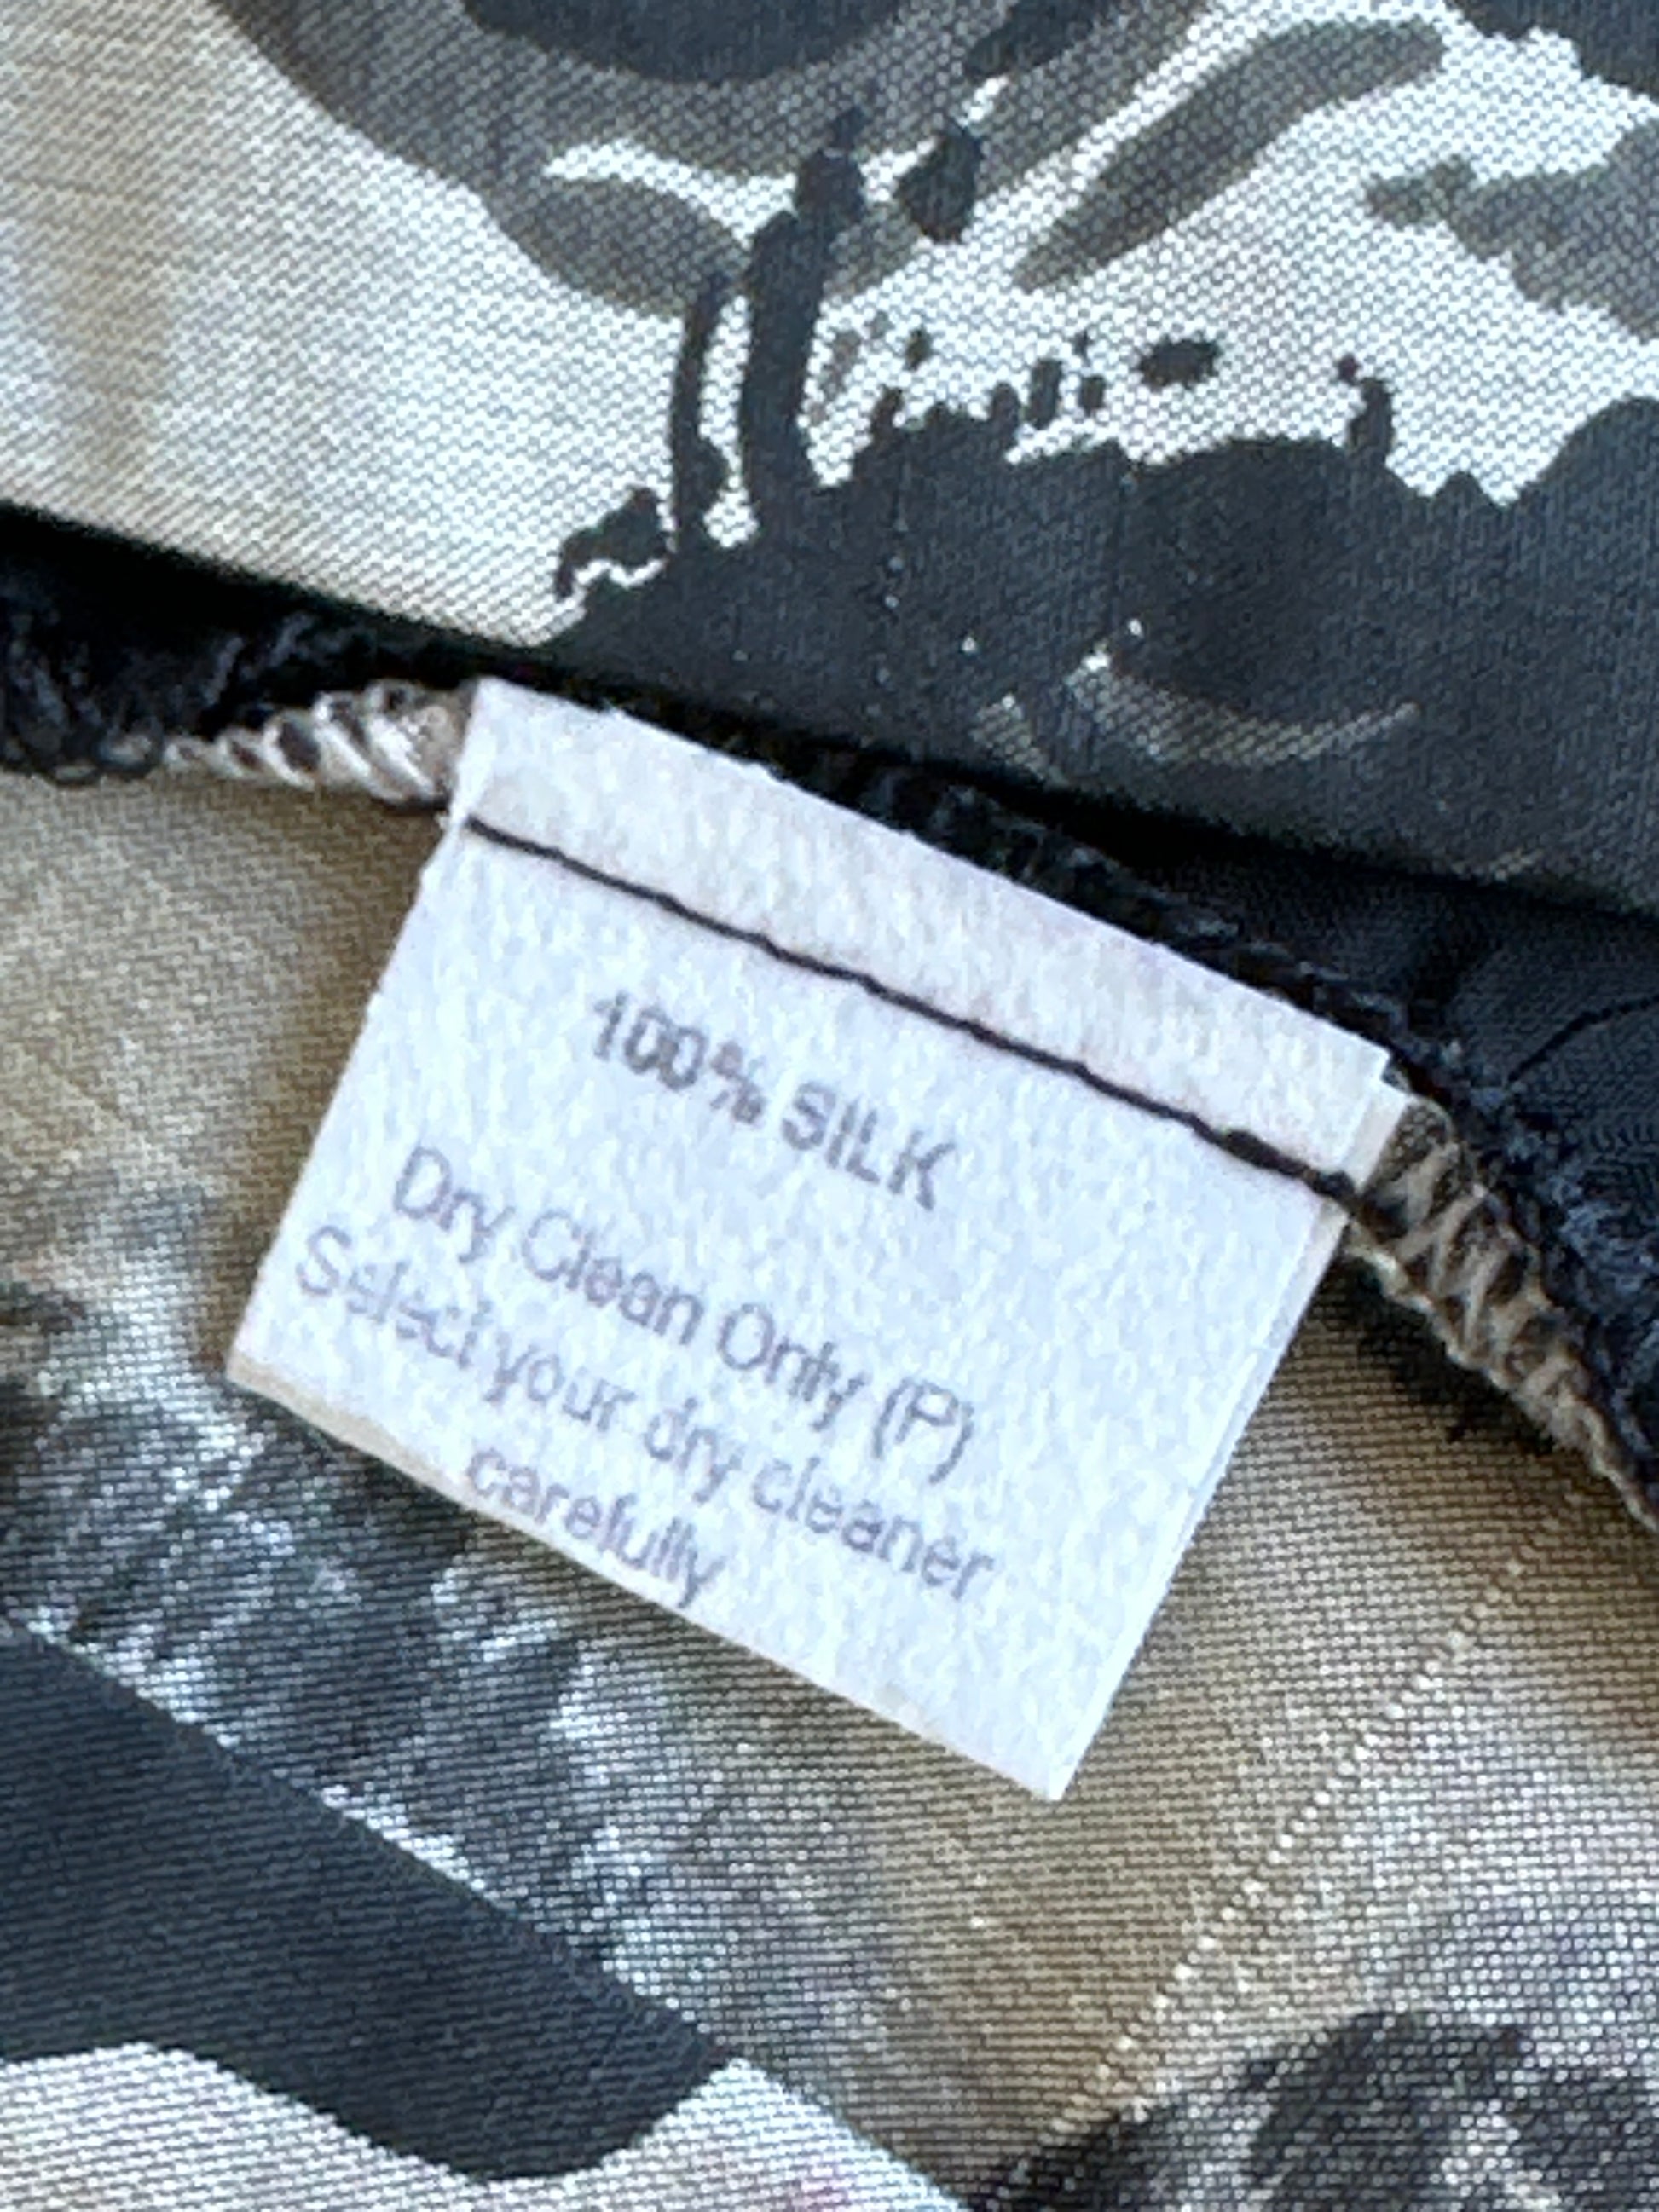 100% SILK
Dry Clean Only (P)
Select your dry cleaner
carefully